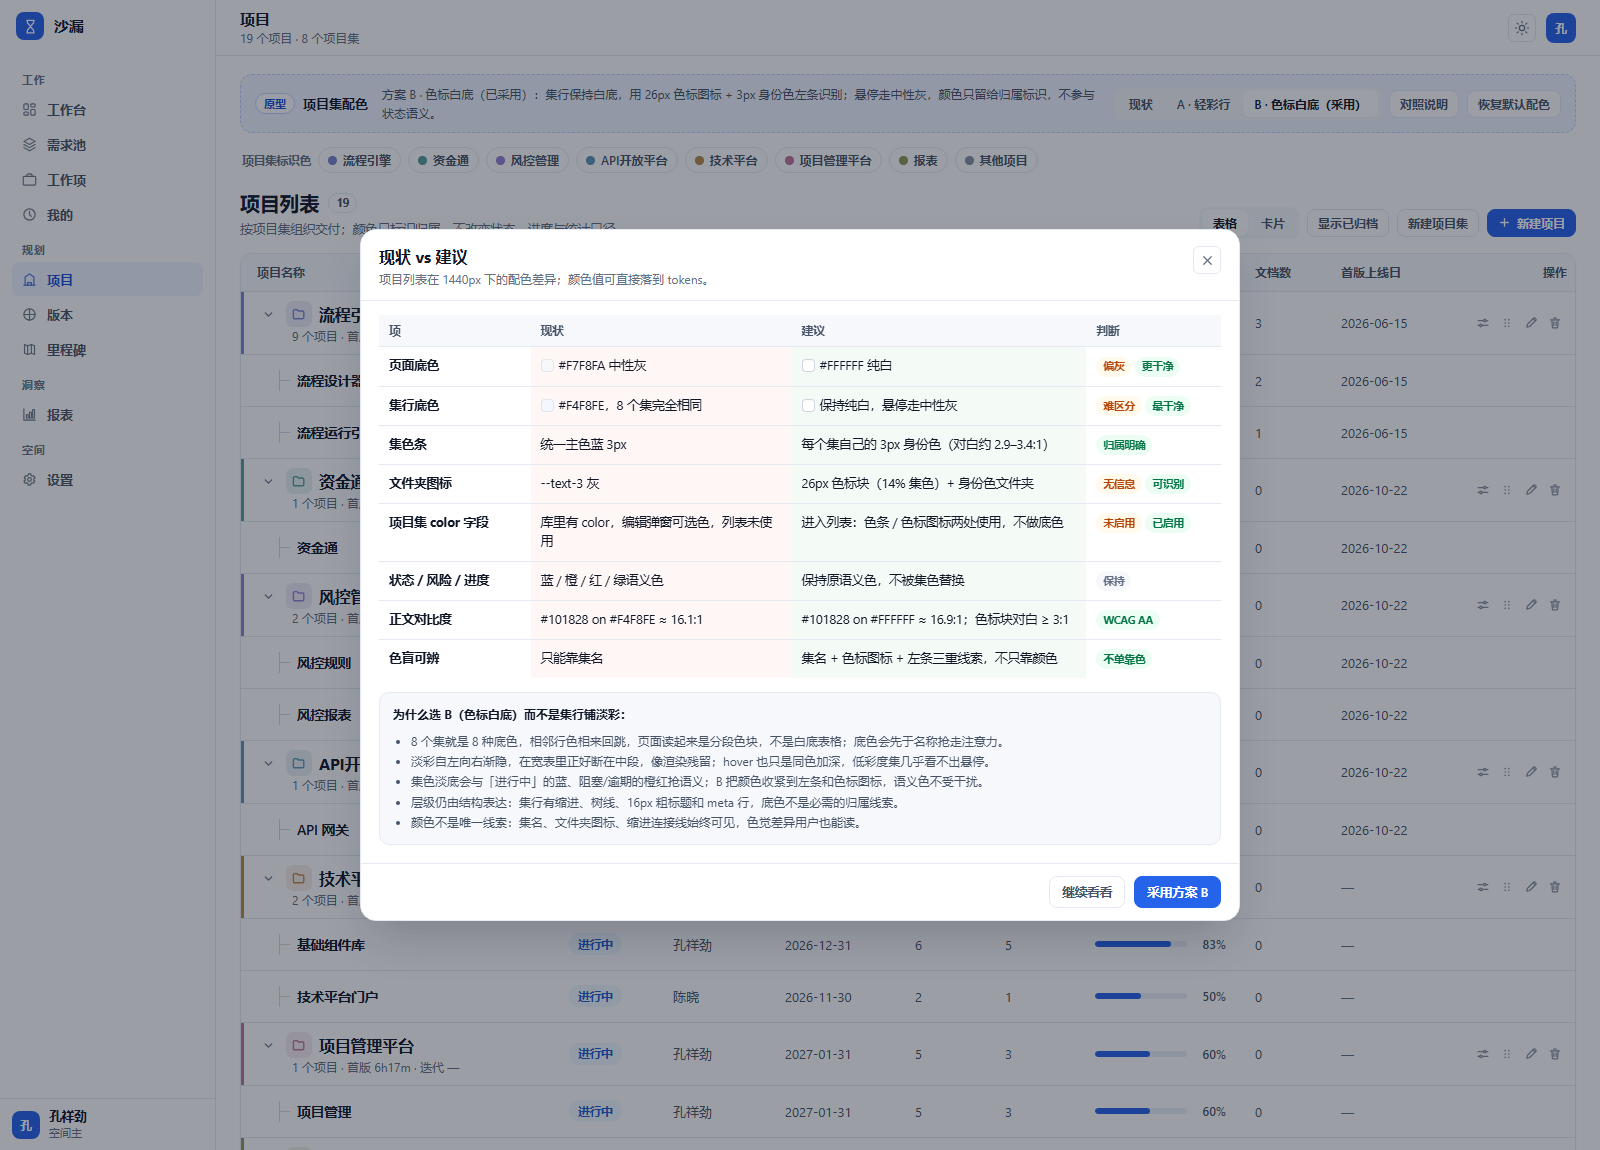 沙漏
工作
工作台
需求池
工作项
我的
规划
项目
版本
里程碑
洞察
报表
空间
设置
孔
孔祥劲
空间主
项目
19 个项目 · 8 个项目集
孔
原型
项目集配色
方案 B · 色标白底（已采用）：集行保持白底，用 26px 色标图标 + 3px 身份色左条识别；悬停走中性灰，颜色只留给归属标识，不参与
状态语义。
现状
A · 轻彩行
B · 色标白底（采用）
对照说明
恢复默认配色
项目集标识色
流程引擎
资金通
风控管理
API开放平台
技术平台
项目管理平台
报表
其他项目
项目列表
19
表格
卡片
显示已归档
新建项目集
新建项目
项目名称
文档数
首版上线日
操作
流程引
9 个项目 · 首
3
2026-06-15
流程设计器
2
2026-06-15
流程运行引
1
2026-06-15
资金通
1 个项目 · 首
0
2026-10-22
资金通
0
2026-10-22
风控管
2 个项目 · 首
0
2026-10-22
风控规则
0
2026-10-22
风控报表
0
2026-10-22
API开
1 个项目 · 首
0
2026-10-22
API 网关
0
2026-10-22
技术平
2 个项目 · 首
0
—
基础组件库
进行中
孔祥劲
2026-12-31
6
5
83%
0
—
技术平台门户
进行中
陈晓
2026-11-30
2
1
50%
0
—
项目管理平台
1 个项目 · 首版 6h17m · 迭代 —
进行中
孔祥劲
2027-01-31
5
3
60%
0
—
项目管理
进行中
孔祥劲
2027-01-31
5
3
60%
0
—
现状 vs 建议
项目列表在 1440px 下的配色差异；颜色值可直接落到 tokens。
项
现状
建议
判断
页面底色
#F7F8FA 中性灰
#FFFFFF 纯白
偏灰
更干净
集行底色
#F4F8FE，8 个集完全相同
保持纯白，悬停走中性灰
难区分
最干净
集色条
统一主色蓝 3px
每个集自己的 3px 身份色（对白约 2.9–3.4:1）
归属明确
文件夹图标
--text-3 灰
26px 色标块（14% 集色）+ 身份色文件夹
无信息
可识别
项目集 color 字段
库里有 color，编辑弹窗可选色，列表未使
用
进入列表：色条 / 色标图标两处使用，不做底色
未启用
已启用
状态 / 风险 / 进度
蓝 / 橙 / 红 / 绿语义色
保持原语义色，不被集色替换
保持
正文对比度
#101828 on #F4F8FE ≈ 16.1:1
#101828 on #FFFFFF ≈ 16.9:1；色标块对白 ≥ 3:1
WCAG AA
色盲可辨
只能靠集名
集名 + 色标图标 + 左条三重线索，不只靠颜色
不单靠色
为什么选 B（色标白底）而不是集行铺淡彩：
8 个集就是 8 种底色，相邻行色相来回跳，页面读起来是分段色块，不是白底表格；底色会先于名称抢走注意力。
淡彩自左向右渐隐，在宽表里正好断在中段，像渲染残留；hover 也只是同色加深，低彩度集几乎看不出悬停。
集色淡底会与「进行中」的蓝、阻塞/逾期的橙红抢语义；B 把颜色收紧到左条和色标图标，语义色不受干扰。
层级仍由结构表达：集行有缩进、树线、16px 粗标题和 meta 行，底色不是必需的归属线索。
颜色不是唯一线索：集名、文件夹图标、缩进连接线始终可见，色觉差异用户也能读。
继续看看
采用方案 B